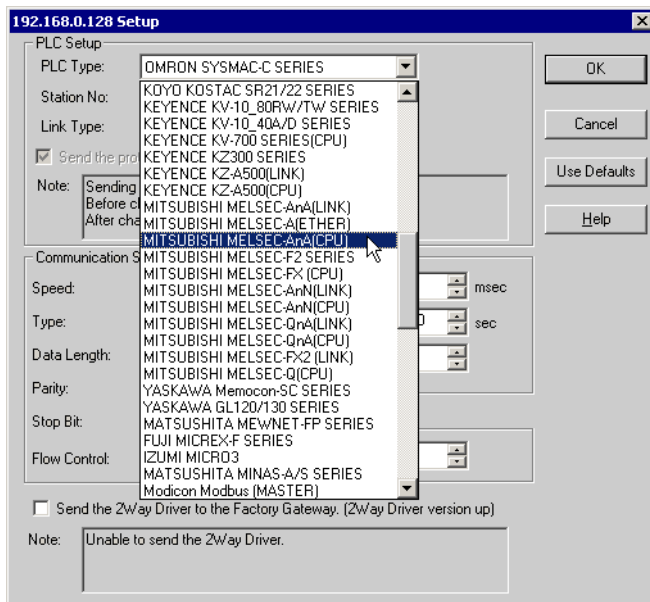 192.168.0.128 Setup
PLC Setup
PLC Type: OMRON SYSMAC-C SERIES
OK
Station No:
Link Type:
Cancel
Send the pro
Use Defaults
Note: Sending
Before c
After cha
Help
KOYO KOSTAC SR21/22 SERIES
KEYENCE KV-10_80RW/TW SERIES
KEYENCE KV-10_40A/D SERIES
KEYENCE KV-700 SERIES(CPU)
KEYENCE KZ300 SERIES
KEYENCE KZ-A500(LINK)
KEYENCE KZ-A500(CPU)
MITSUBISHI MELSEC-AnA(LINK)
MITSUBISHI MELSEC-A(ETHER)
MITSUBISHI MELSEC-AnA(CPU)
MITSUBISHI MELSEC-F2 SERIES
MITSUBISHI MELSEC-FX (CPU)
MITSUBISHI MELSEC-AnN(LINK)
MITSUBISHI MELSEC-AnN(CPU)
MITSUBISHI MELSEC-QnA(LINK)
MITSUBISHI MELSEC-QnA(CPU)
MITSUBISHI MELSEC-FX2 (LINK)
MITSUBISHI MELSEC-Q(CPU)
YASKAWA Memocon-SC SERIES
YASKAWA GL120/130 SERIES
MATSUSHITA MEWNET-FP SERIES
FUJI MICREX-F SERIES
IZUMI MICRO3
MATSUSHITA MINAS-A/S SERIES
Modicon Modbus (MASTER)
Communication S
Speed:
msec
Type:
sec
Data Length:
Parity:
Stop Bit:
Flow Control:
Send the 2Way Driver to the Factory Gateway. (2Way Driver version up)
Note: Unable to send the 2Way Driver.